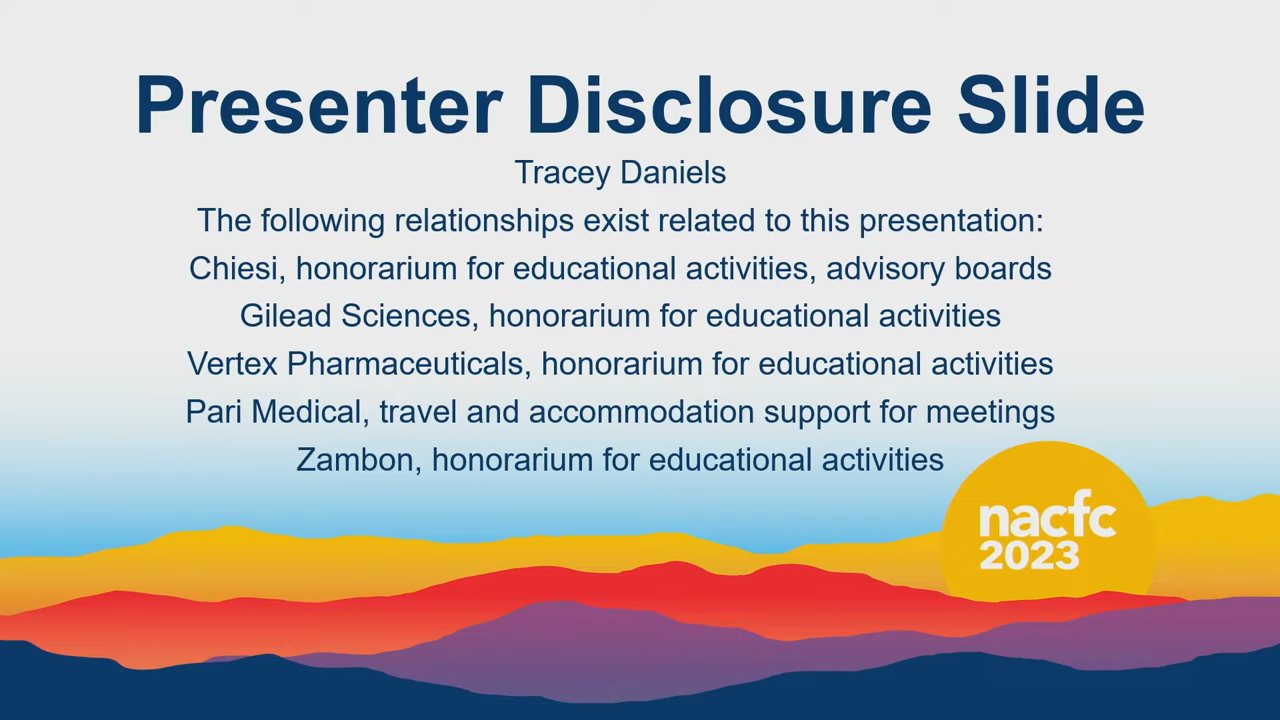 Presenter Disclosure Slide
Tracey Daniels
The following relationships exist related to this presentation:
Chiesi, honorarium for educational activities, advisory boards
Gilead Sciences, honorarium for educational activities
Vertex Pharmaceuticals, honorarium for educational activities
Pari Medical, travel and accommodation support for meetings
Zambon, honorarium for educational activities
nacfc
2023